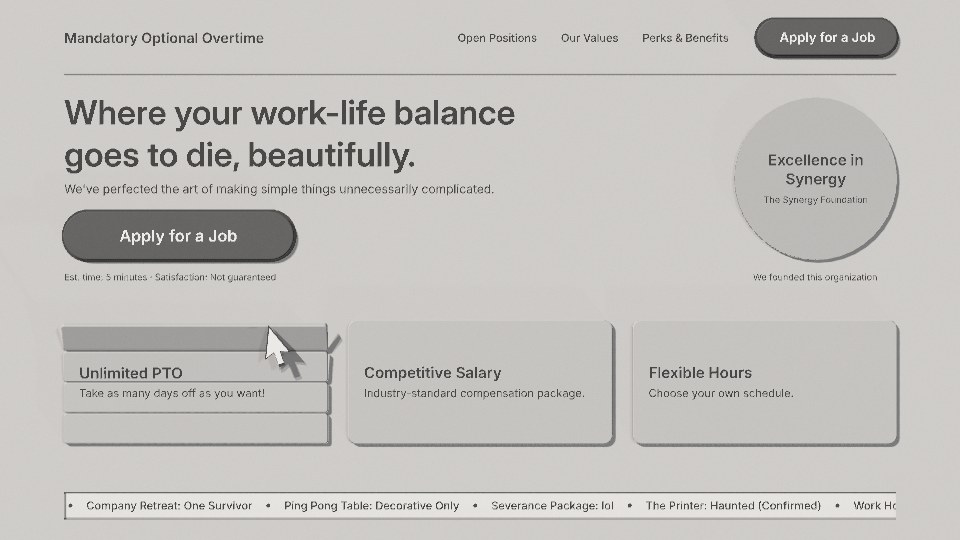 Mandatory Optional Overtime
Open Positions
Our Values
Perks & Benefits
Apply for a Job
Where your work-life balance
goes to die, beautifully.
We've perfected the art of making simple things unnecessarily complicated.
Apply for a Job
Est. time: 5 minutes · Satisfaction: Not guaranteed
Excellence in
Synergy
The Synergy Foundation
We founded this organization
Unlimited PTO
Take as many days off as you want!
Competitive Salary
Industry-standard compensation package.
Flexible Hours
Choose your own schedule.
• Company Retreat: One Survivor • Ping Pong Table: Decorative Only • Severance Package: lol • The Printer: Haunted (Confirmed) • Work